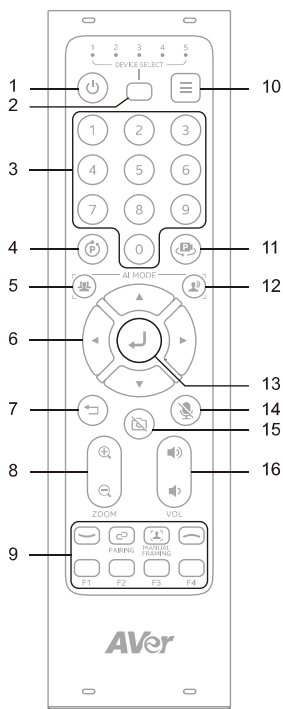 1 2 3 4 5
DEVICE SELECT
1
2
10
1 2 3
3
4 5 6
7 8 9
4
0
P
P
11
5
AI MODE
12
6
13
7
14
15
8
16
ZOOM
VOL
9
PAIRING
MANUAL
FRAMING
F1 F2 F3 F4
AVer